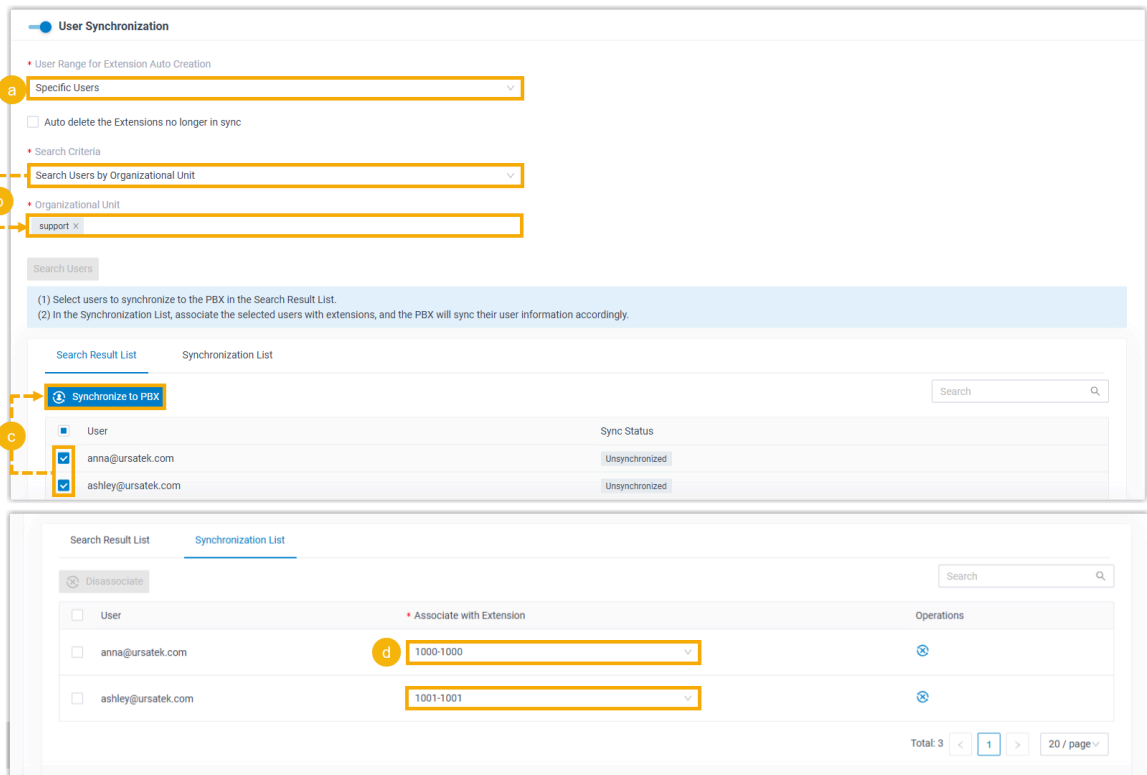 User Synchronization
* User Range for Extension Auto Creation
a
Specific Users
Auto delete the Extensions no longer in sync
* Search Criteria
Search Users by Organizational Unit
b
* Organizational Unit
support ×
Search Users
(1) Select users to synchronize to the PBX in the Search Result List.
(2) In the Synchronization List, associate the selected users with extensions, and the PBX will sync their user information accordingly.
Search Result List Synchronization List
Synchronize to PBX Search
User Sync Status
c
anna@ursatek.com Unsynchronized
ashley@ursatek.com Unsynchronized
Search Result List Synchronization List
Disassociate Search
User * Associate with Extension Operations
anna@ursatek.com d 1000-1000
ashley@ursatek.com 1001-1001
Total: 3 < 1 > 20 / page